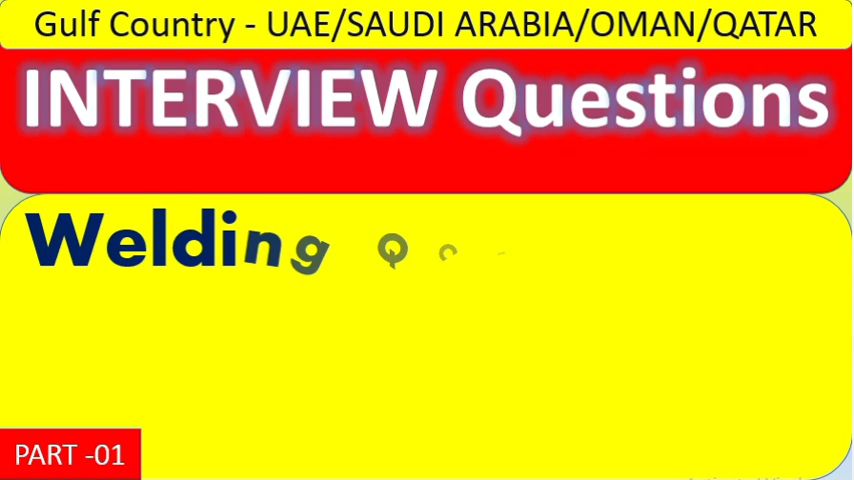 Gulf Country - UAE/SAUDI ARABIA/OMAN/QATAR
INTERVIEW Questions
Welding Q
PART -01